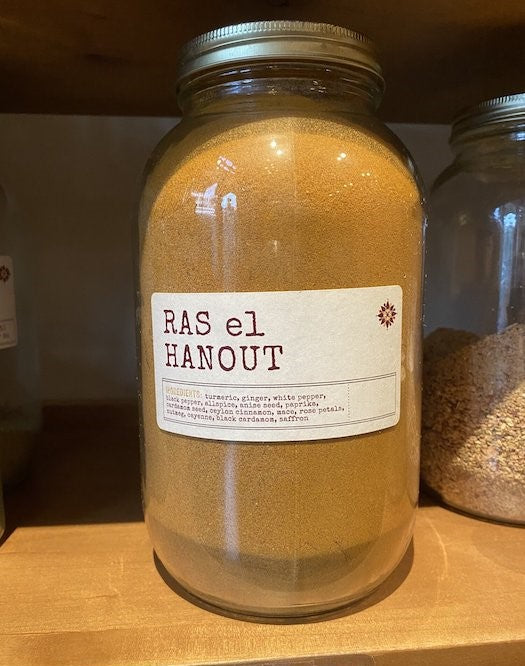 RAS el
HANOUT
INGREDIENTS: turmeric, ginger, white pepper,
black pepper, allspice, anise seed, paprika,
cardamom seed, ceylon cinnamon, mace, rose petals,
nutmeg, cayenne, black cardamom, saffron